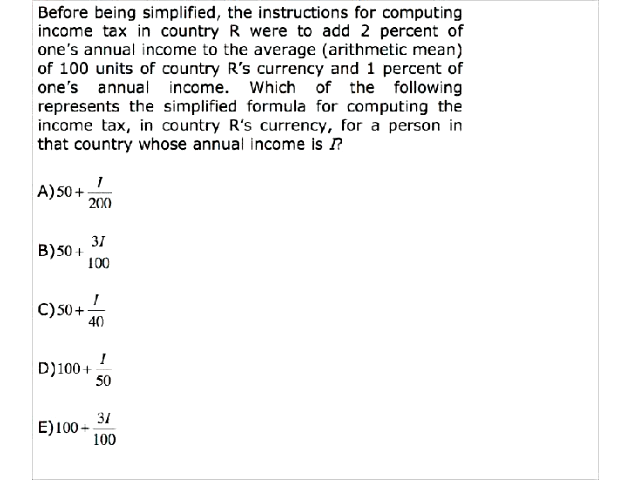 Before being simplified, the instructions for computing
income tax in country R were to add 2 percent of
one's annual income to the average (arithmetic mean)
of 100 units of country R's currency and 1 percent of
one's annual income. Which of the following
represents the simplified formula for computing the
income tax, in country R's currency, for a person in
that country whose annual income is I?
A) 50 + I/200
B) 50 + 3I/100
C) 50 + I/40
D) 100 + I/50
E) 100 + 3I/100